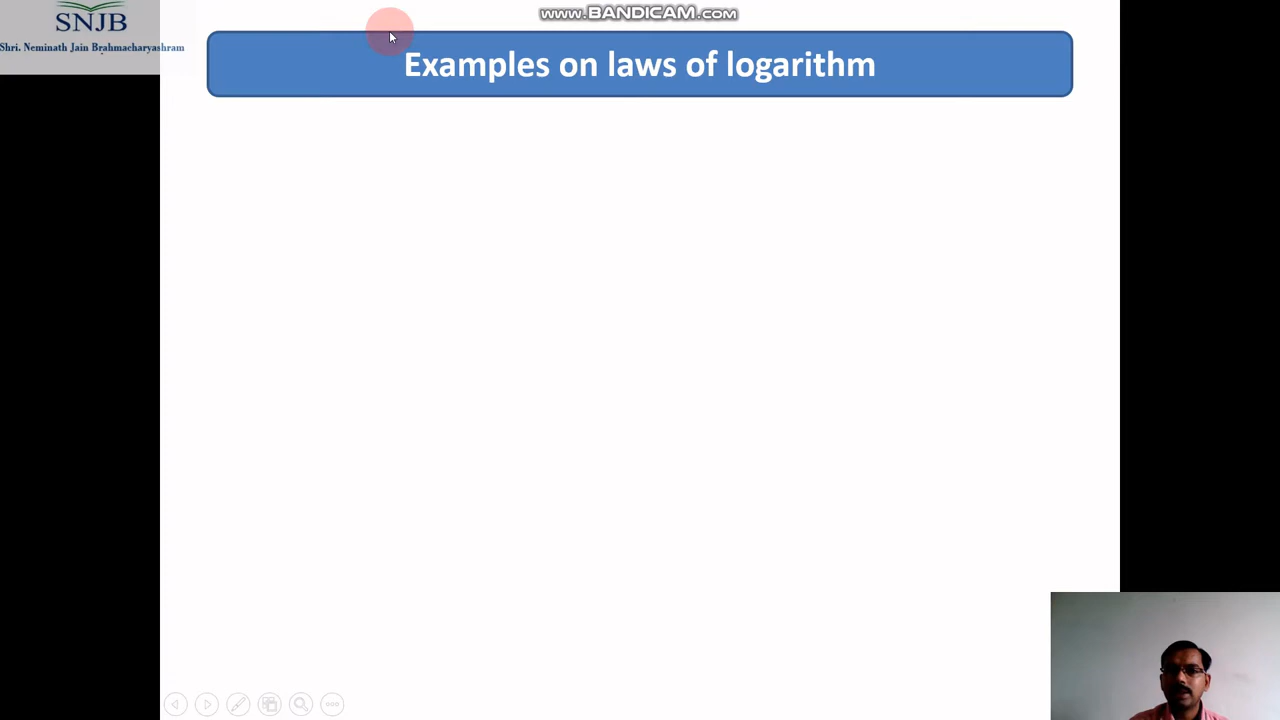 SNJB
Shri. Neminath Jain Brahmacharyashram
www.BANDICAM.com
Examples on laws of logarithm